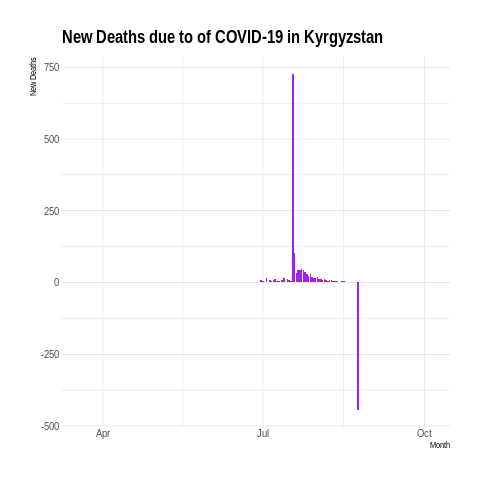 New Deaths due to of COVID-19 in Kyrgyzstan
New Deaths
750
500
250
0
-250
-500
Apr
Jul
Oct
Month